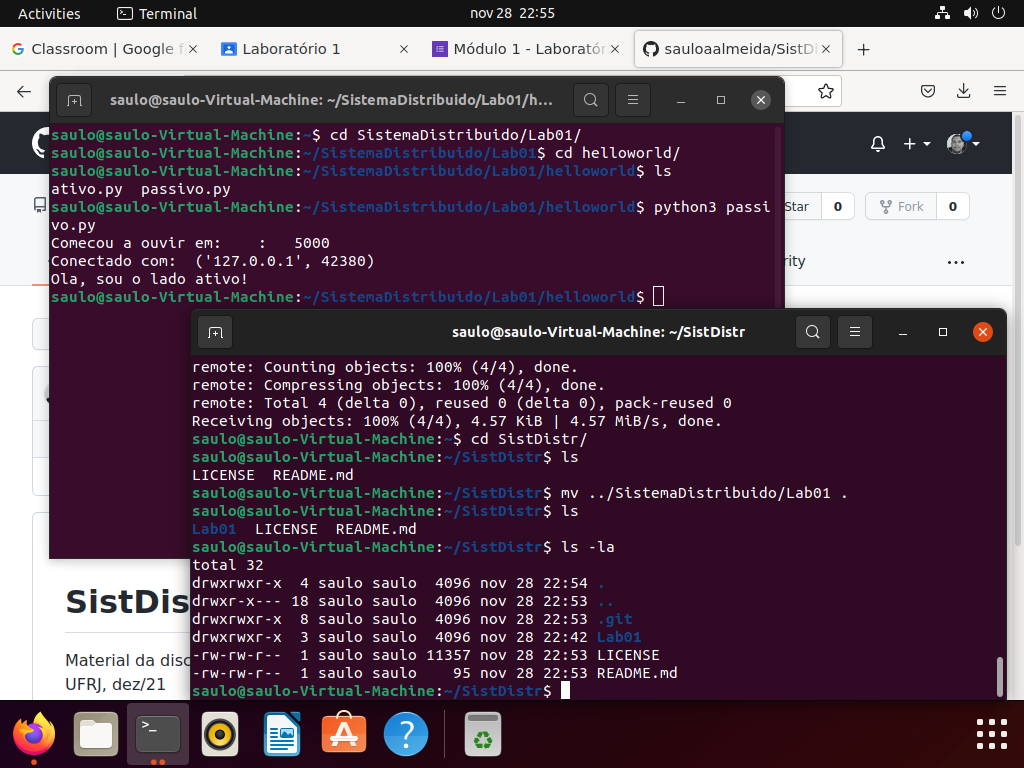 Activities
Terminal
nov 28 22:55
Classroom | Google f
Laboratório 1
Módulo 1 - Laboratór
sauloaalmeida/SistD
saulo@saulo-Virtual-Machine: ~/SistemaDistribuido/Lab01/h...
saulo@saulo-Virtual-Machine:~$ cd SistemaDistribuido/Lab01/
saulo@saulo-Virtual-Machine:~/SistemaDistribuido/Lab01$ cd helloworld/
saulo@saulo-Virtual-Machine:~/SistemaDistribuido/Lab01/helloworld$ ls
ativo.py  passivo.py
saulo@saulo-Virtual-Machine:~/SistemaDistribuido/Lab01/helloworld$ python3 passi
vo.py
Comecou a ouvir em:    :   5000
Conectado com:  ('127.0.0.1', 42380)
Ola, sou o lado ativo!
saulo@saulo-Virtual-Machine:~/SistemaDistribuido/Lab01/helloworld$
Star 0
Fork 0
rity
saulo@saulo-Virtual-Machine: ~/SistDistr
remote: Counting objects: 100% (4/4), done.
remote: Compressing objects: 100% (4/4), done.
remote: Total 4 (delta 0), reused 0 (delta 0), pack-reused 0
Receiving objects: 100% (4/4), 4.57 KiB | 4.57 MiB/s, done.
saulo@saulo-Virtual-Machine:~$ cd SistDistr/
saulo@saulo-Virtual-Machine:~/SistDistr$ ls
LICENSE  README.md
saulo@saulo-Virtual-Machine:~/SistDistr$ mv ../SistemaDistribuido/Lab01 .
saulo@saulo-Virtual-Machine:~/SistDistr$ ls
Lab01  LICENSE  README.md
saulo@saulo-Virtual-Machine:~/SistDistr$ ls -la
total 32
drwxrwxr-x  4 saulo saulo  4096 nov 28 22:54 .
drwxr-x--- 18 saulo saulo  4096 nov 28 22:53 ..
drwxrwxr-x  8 saulo saulo  4096 nov 28 22:53 .git
drwxrwxr-x  3 saulo saulo  4096 nov 28 22:42 Lab01
-rw-rw-r--  1 saulo saulo 11357 nov 28 22:53 LICENSE
-rw-rw-r--  1 saulo saulo    95 nov 28 22:53 README.md
saulo@saulo-Virtual-Machine:~/SistDistr$
SistDis
Material da disc
UFRJ, dez/21